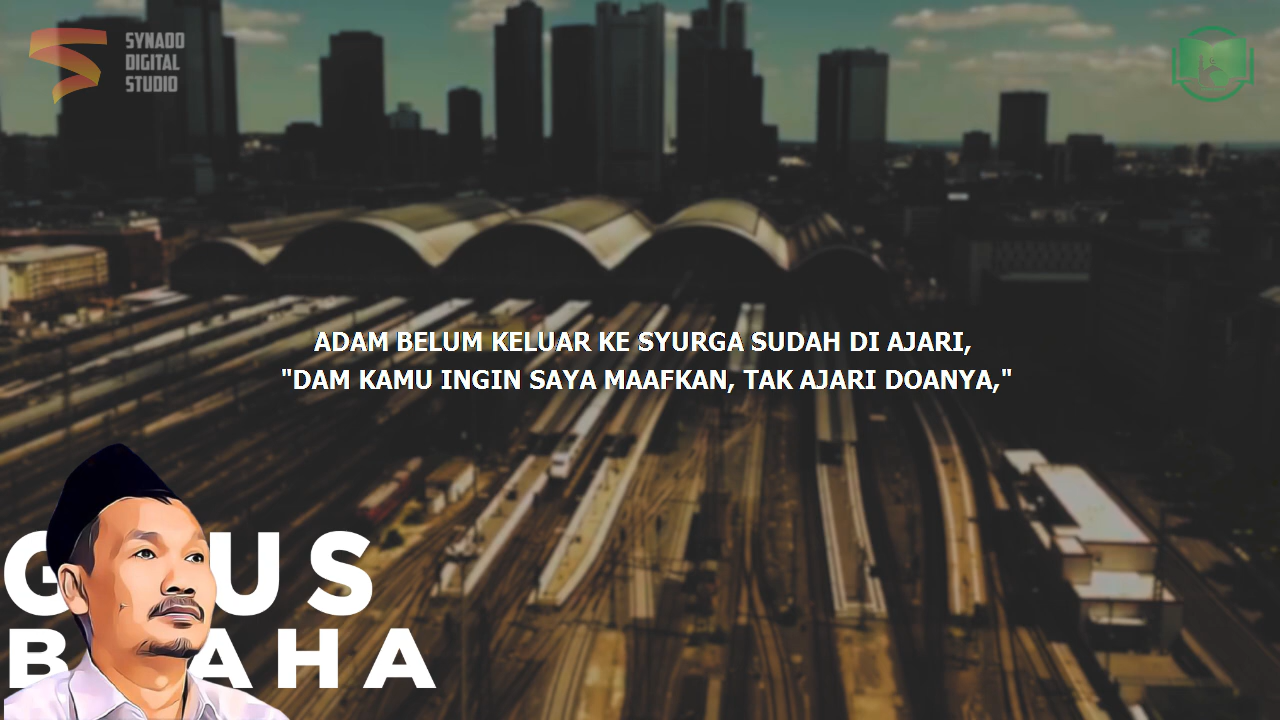 SYNADO
DIGITAL
STUDIO
ADAM BELUM KELUAR KE SYURGA SUDAH DI AJARI,
"DAM KAMU INGIN SAYA MAAFKAN, TAK AJARI DOANYA,"
GUS
BAHA